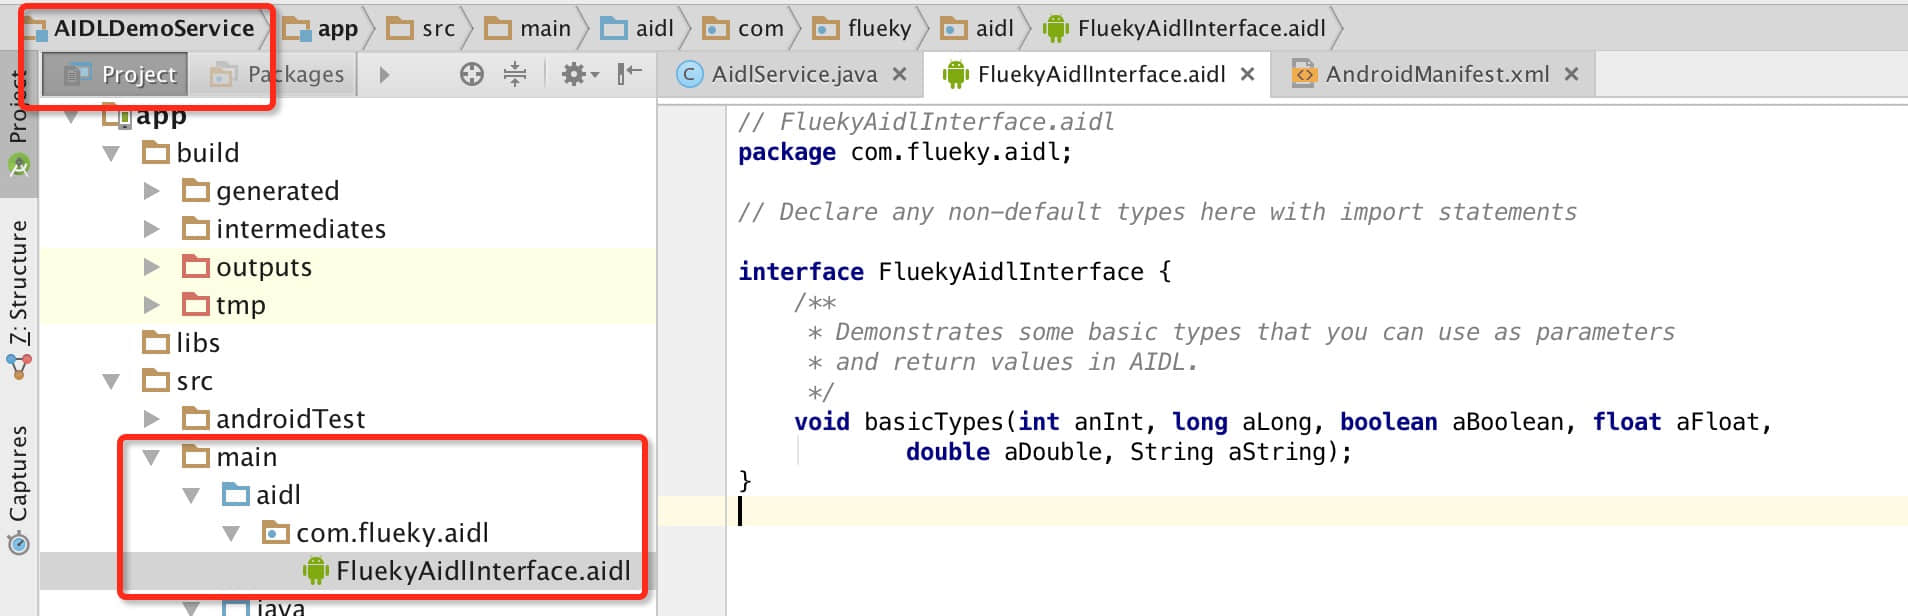 AIDLDemoService app src main aidl com flueky aidl FluekyAidlInterface.aidl
Project Packages
AidlService.java FluekyAidlInterface.aidl AndroidManifest.xml
Project
Z: Structure
Captures
app
build
generated
intermediates
outputs
tmp
libs
src
androidTest
main
aidl
com.flueky.aidl
FluekyAidlInterface.aidl
java
// FluekyAidlInterface.aidl
package com.flueky.aidl;
// Declare any non-default types here with import statements
interface FluekyAidlInterface {
/**
* Demonstrates some basic types that you can use as parameters
* and return values in AIDL.
*/
void basicTypes(int anInt, long aLong, boolean aBoolean, float aFloat,
double aDouble, String aString);
}